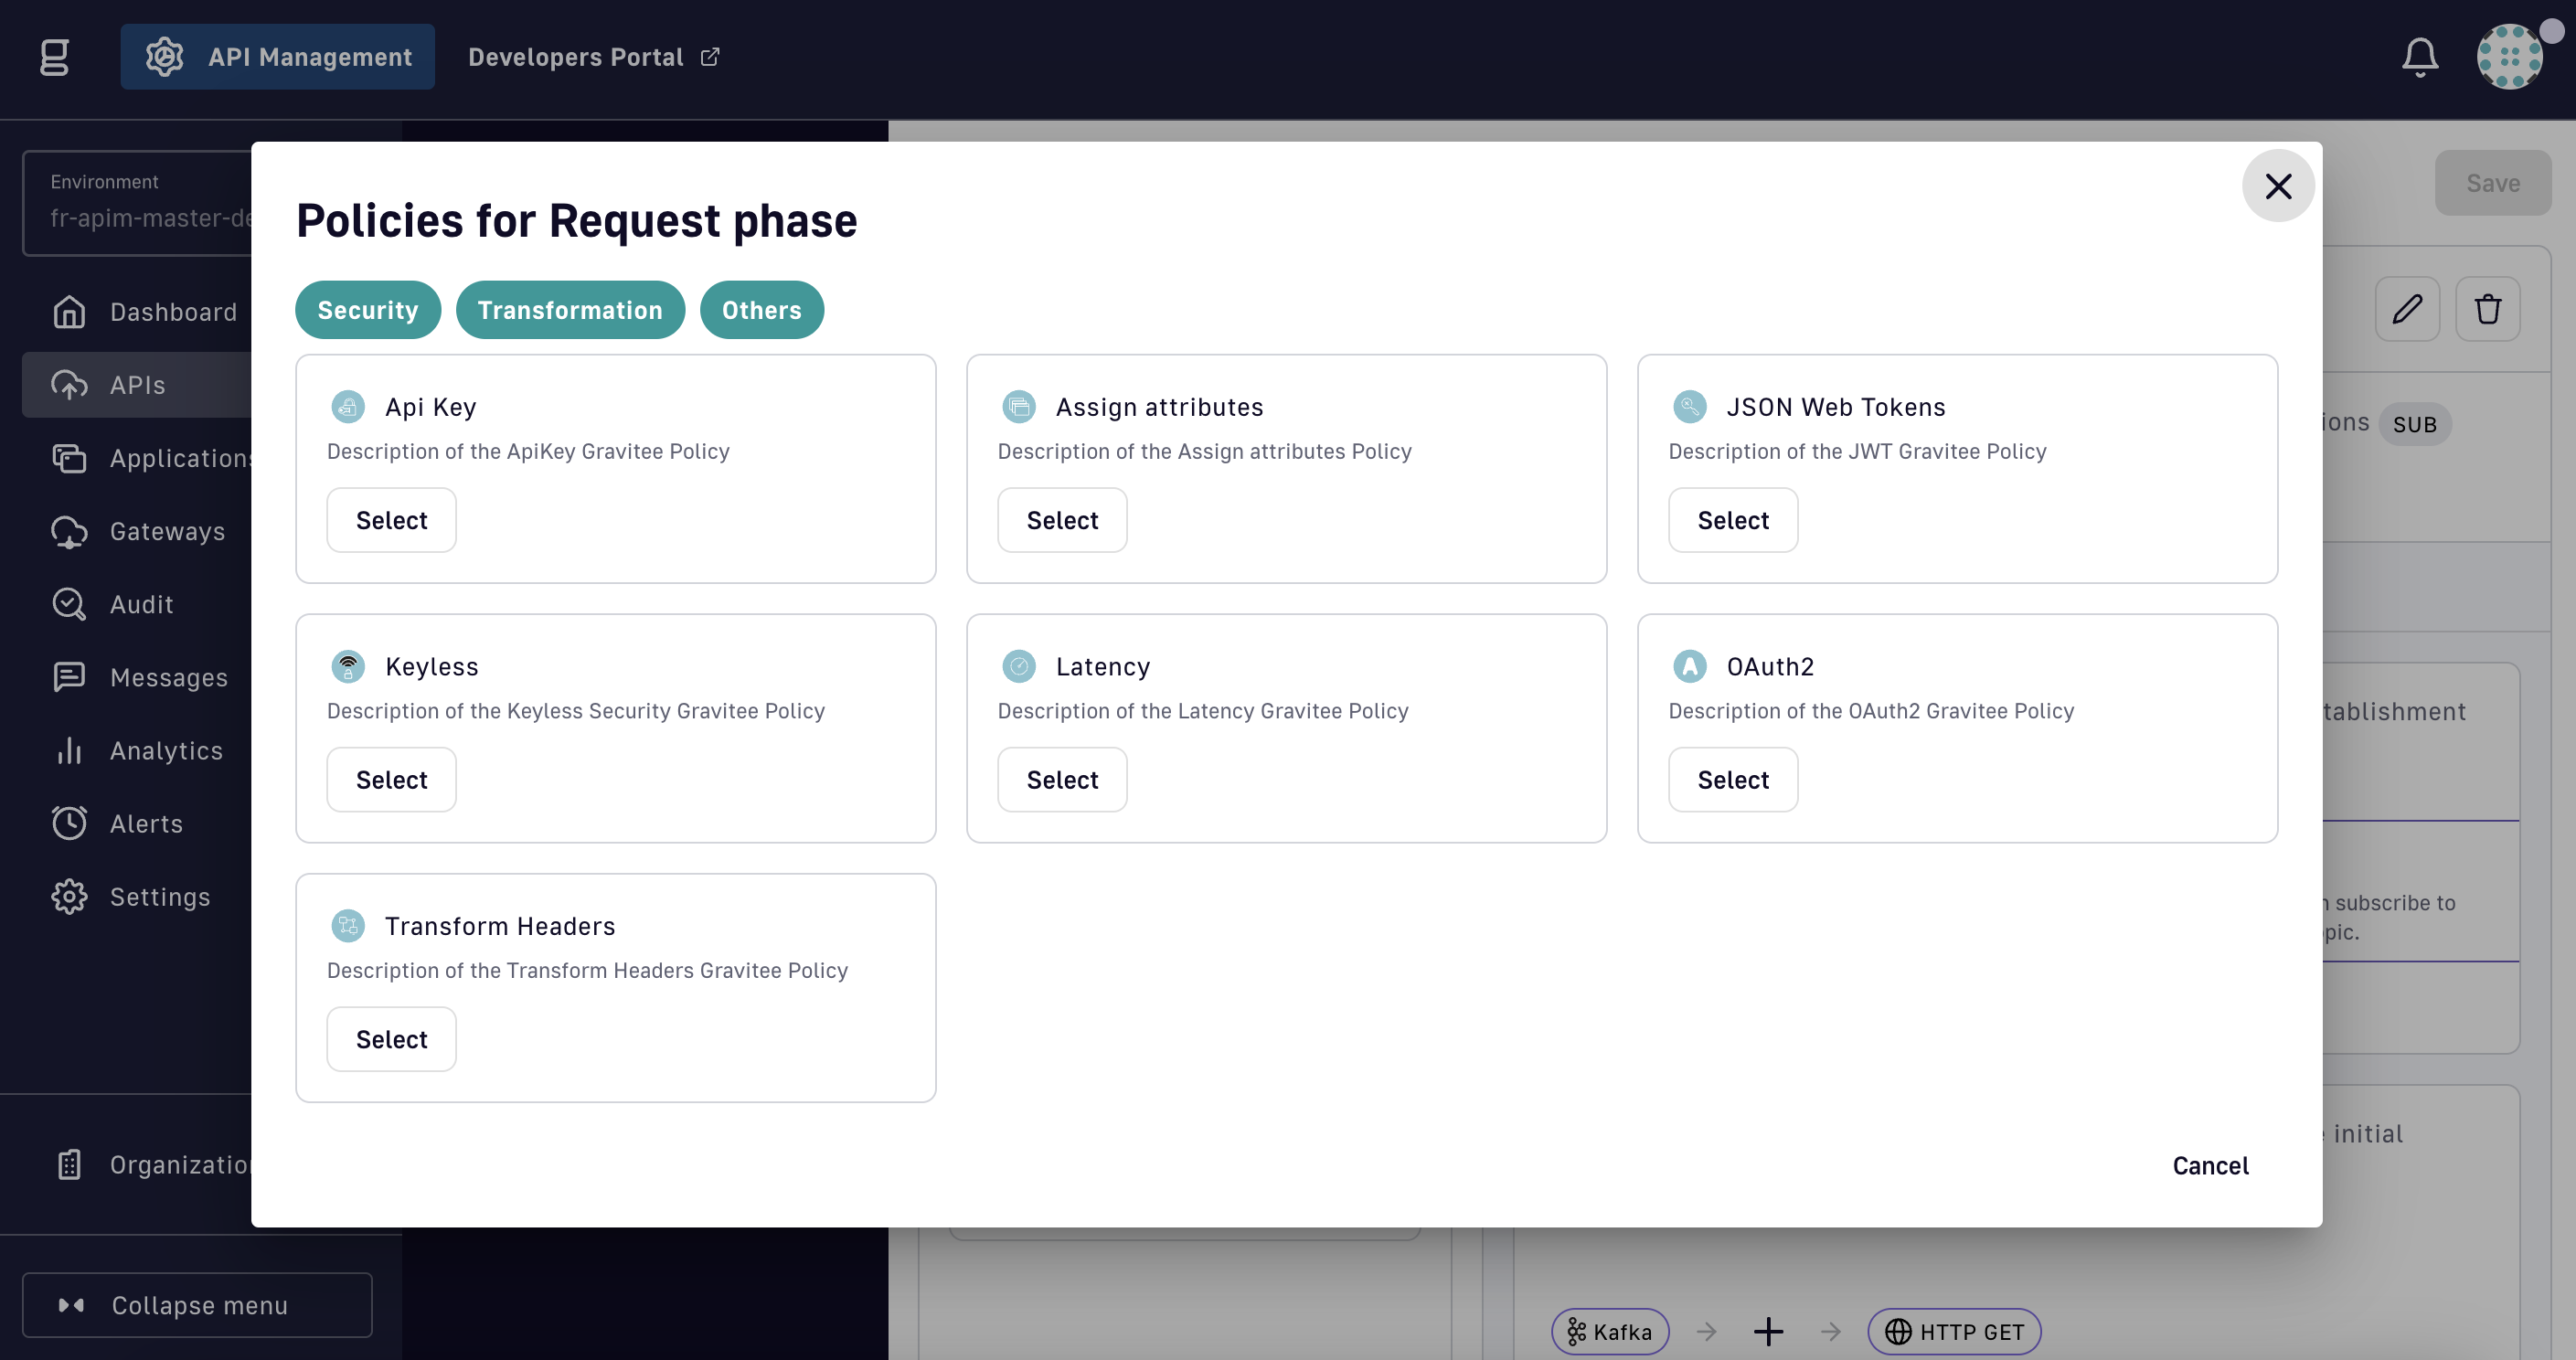 API Management
Developers Portal
Environment
fr-apim-master-de
Save
Policies for Request phase
Security
Transformation
Others
Dashboard
APIs
Applications
Gateways
Audit
Messages
Analytics
Alerts
Settings
Organization
Collapse menu
Api Key
Description of the ApiKey Gravitee Policy
Select
Assign attributes
Description of the Assign attributes Policy
Select
JSON Web Tokens
Description of the JWT Gravitee Policy
Select
Keyless
Description of the Keyless Security Gravitee Policy
Select
Latency
Description of the Latency Gravitee Policy
Select
OAuth2
Description of the OAuth2 Gravitee Policy
Select
Transform Headers
Description of the Transform Headers Gravitee Policy
Select
Cancel
ions SUB
tablishment
subscribe to
pic.
initial
Kafka
HTTP GET